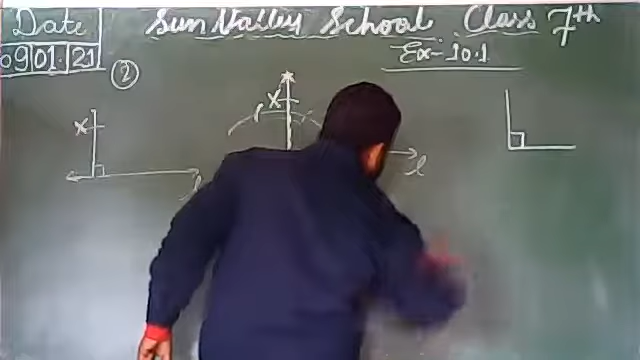 Date
Sun Valley School Class 7th
09 01. 21
Ex-10.1
2
X
X
l
l